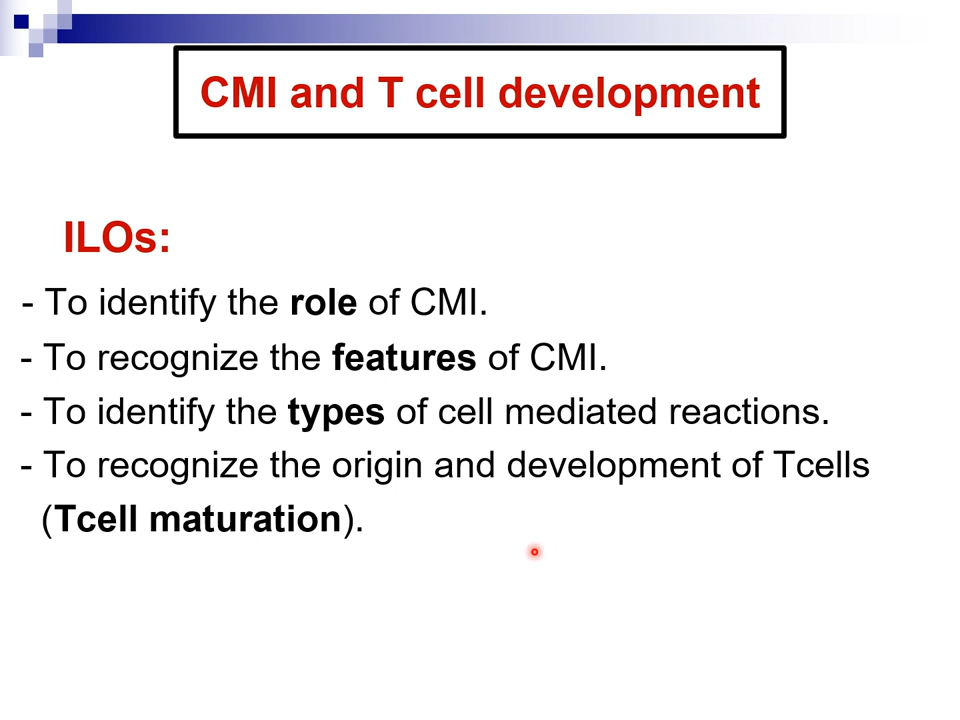 CMI and T cell development
ILOs:
- To identify the role of CMI.
- To recognize the features of CMI.
- To identify the types of cell mediated reactions.
- To recognize the origin and development of Tcells
(Tcell maturation).